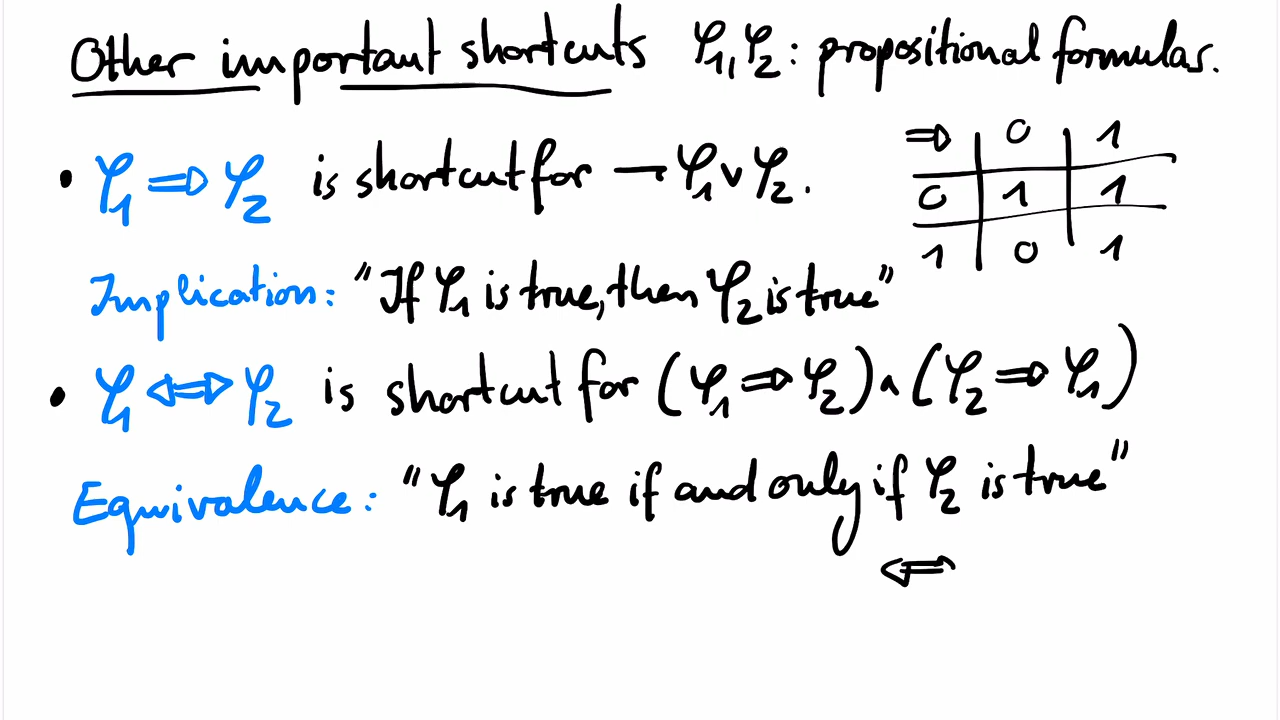 Other important shortcuts φ₁, φ₂ : propositional formulas.
• φ₁ ⇒ φ₂ is shortcut for ¬ φ₁ ∨ φ₂.
⇒ 0 1
0 1 1
1 0 1
Implication: "If φ₁ is true, then φ₂ is true"
• φ₁ ⇔ φ₂ is shortcut for (φ₁ ⇒ φ₂) ∧ (φ₂ ⇒ φ₁)
Equivalence: "φ₁ is true if and only if φ₂ is true"
⇐